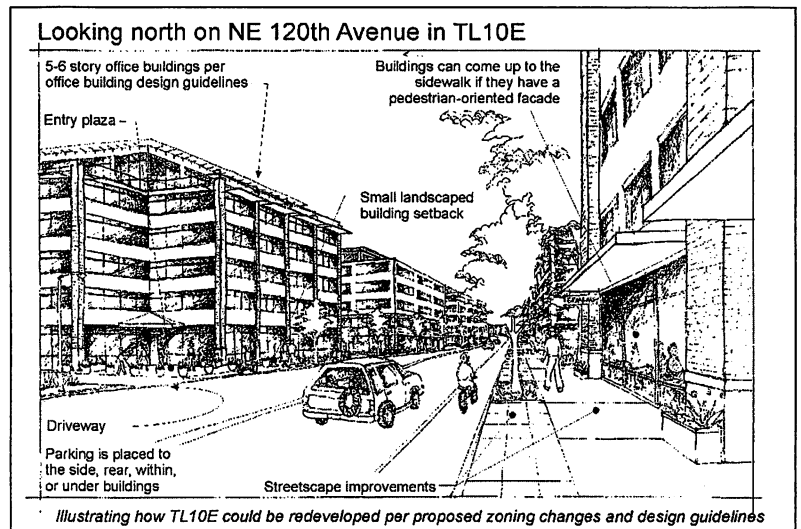 Looking north on NE 120th Avenue in TL10E
5-6 story office buildings per
office building design guidelines
Buildings can come up to the
sidewalk if they have a
pedestrian-oriented facade
Entry plaza
Small landscaped
building setback
Driveway
Parking is placed to
the side, rear, within,
or under buildings
Streetscape improvements
Illustrating how TL10E could be redeveloped per proposed zoning changes and design guidelines